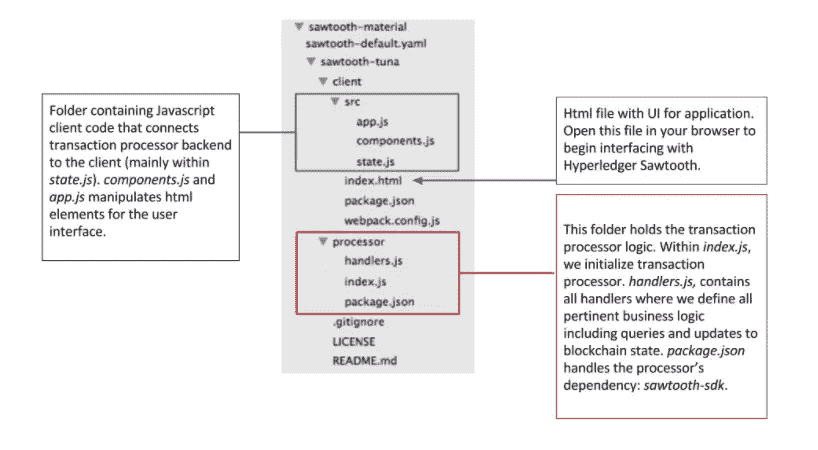 sawtooth-material
sawtooth-default.yaml
sawtooth-tuna
client
src
app.js
components.js
state.js
index.html
package.json
webpack.config.js
processor
handlers.js
index.js
package.json
.gitignore
LICENSE
README.md
Folder containing Javascript
client code that connects
transaction processor backend
to the client (mainly within
state.js). components.js and
app.js manipulates html
elements for the user
interface.
Html file with UI for application.
Open this file in your browser to
begin interfacing with
Hyperledger Sawtooth.
This folder holds the transaction
processor logic. Within index.js,
we initialize transaction
processor. handlers.js, contains
all handlers where we define all
pertinent business logic
including queries and updates to
blockchain state. package.json
handles the processor’s
dependency: sawtooth-sdk.